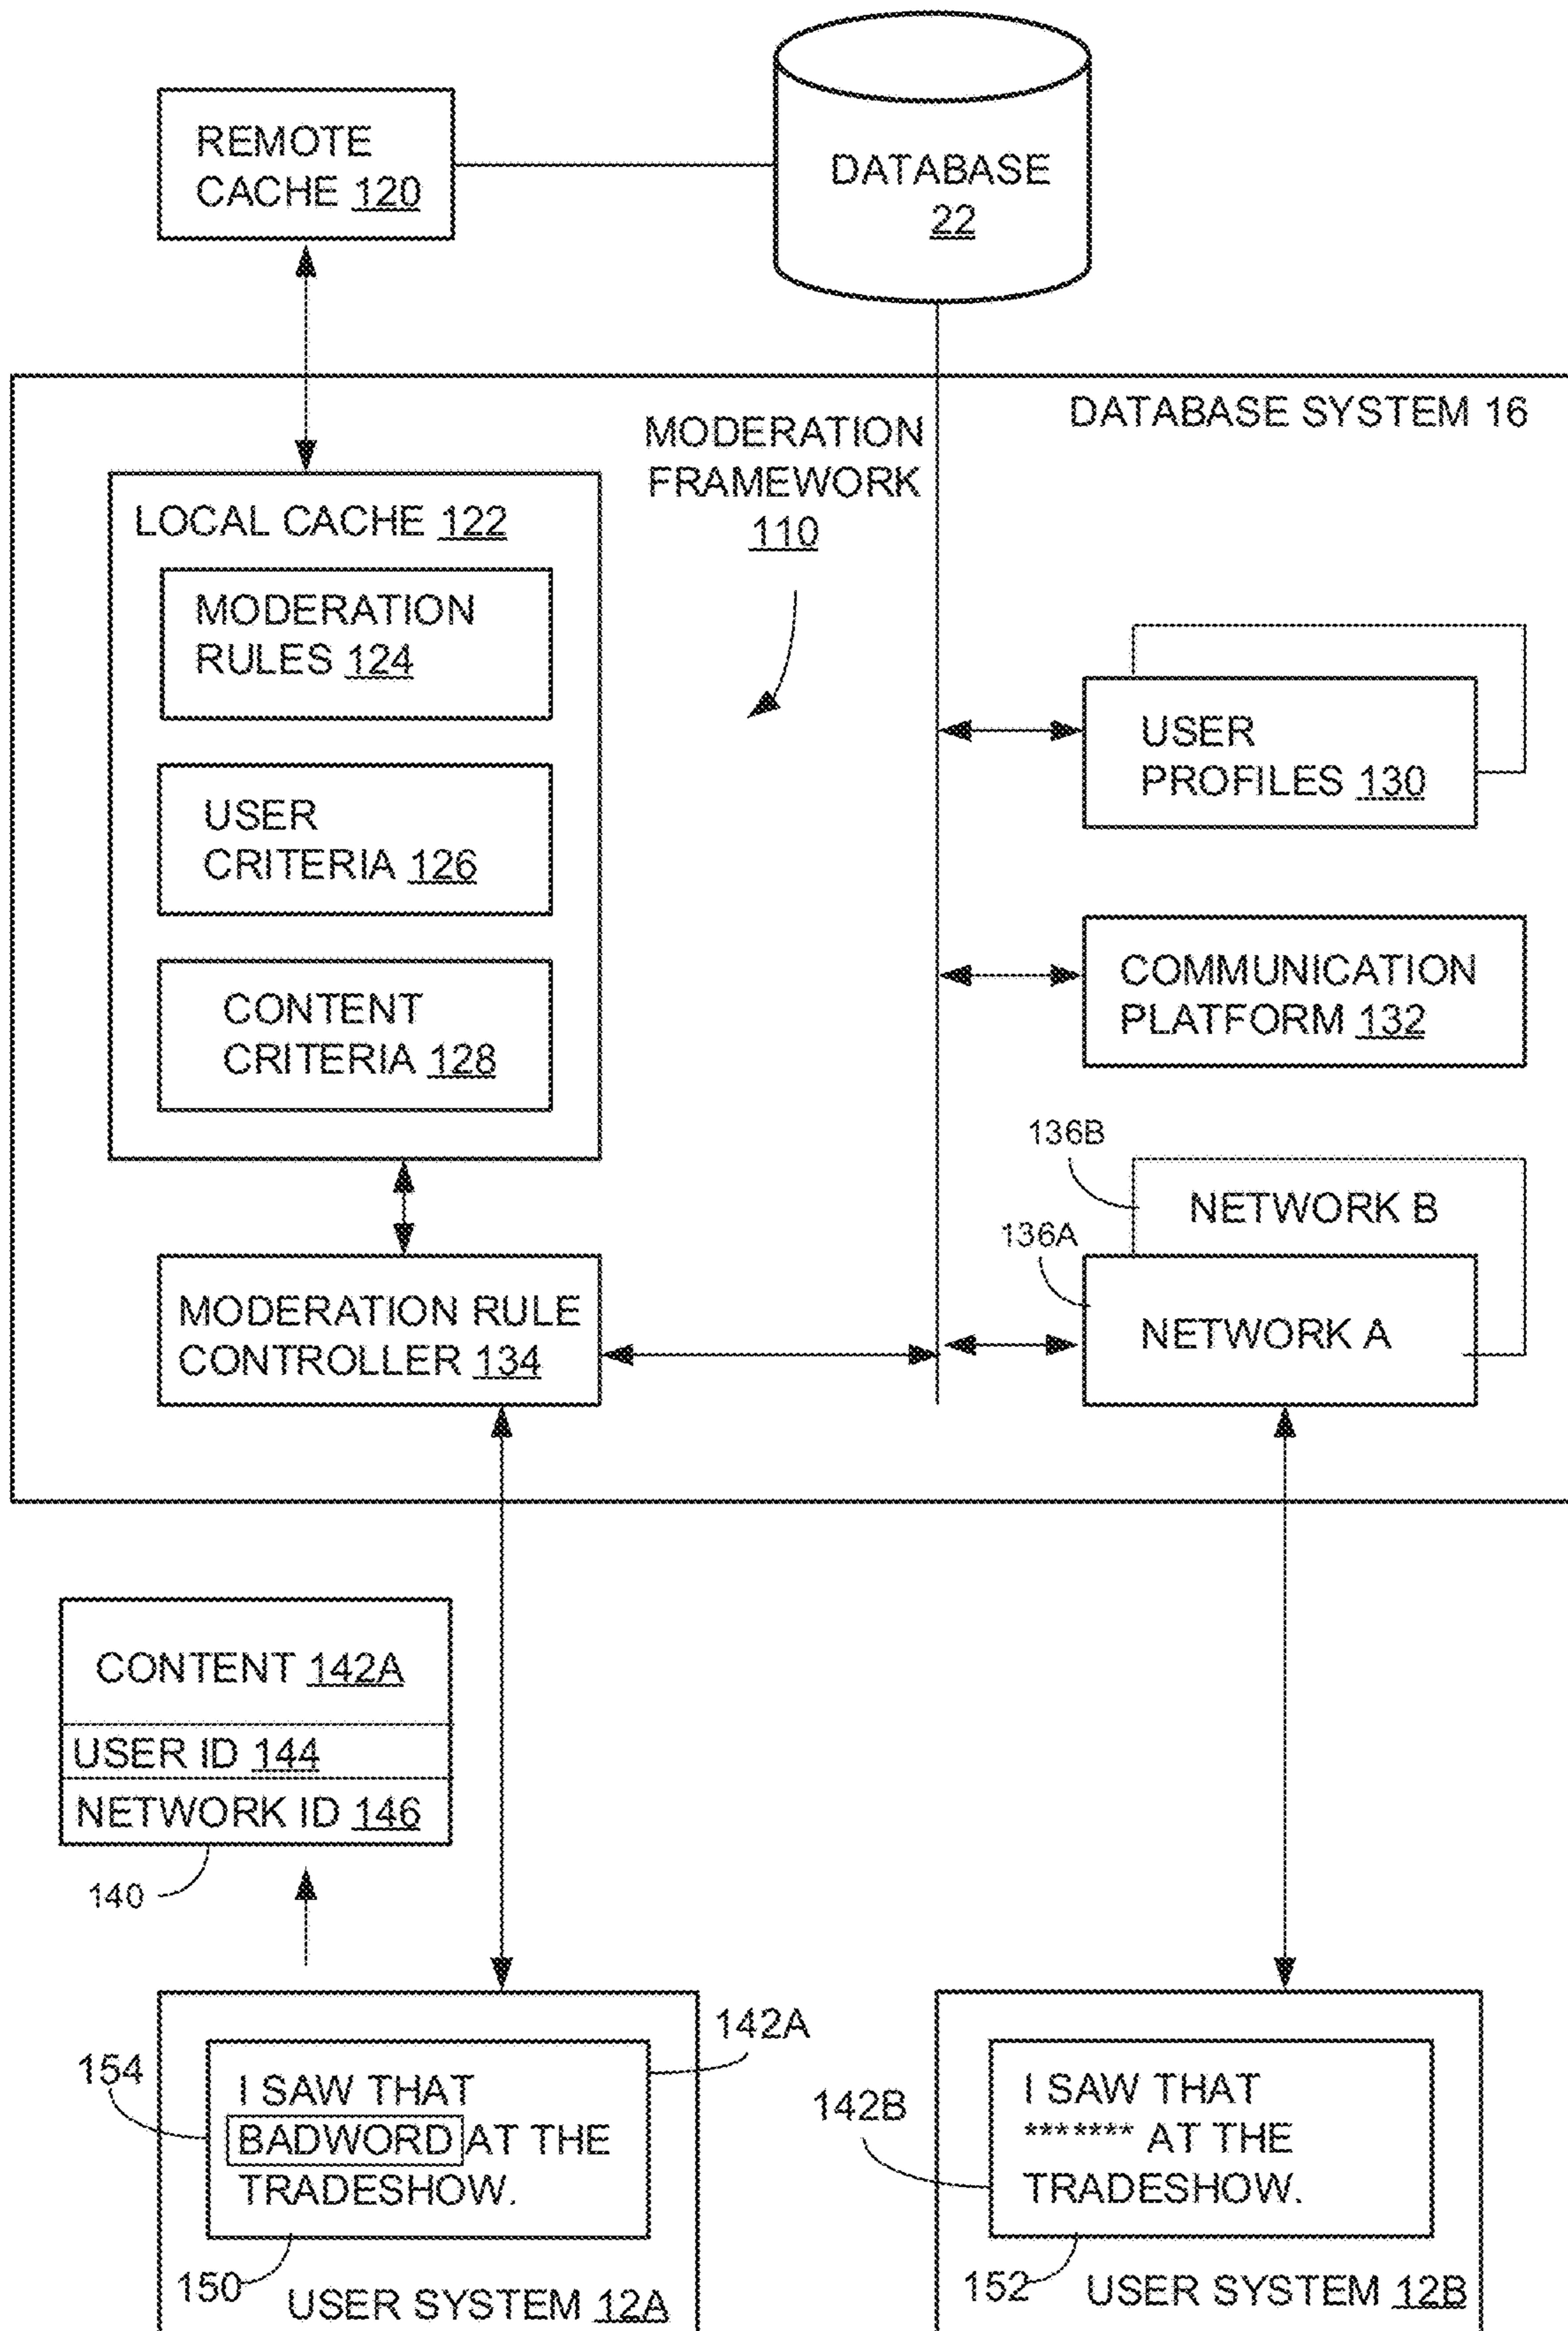 REMOTE
CACHE 120
DATABASE
22
DATABASE SYSTEM 16
MODERATION
FRAMEWORK
110
LOCAL CACHE 122
MODERATION
RULES 124
USER
CRITERIA 126
CONTENT
CRITERIA 128
USER
PROFILES 130
COMMUNICATION
PLATFORM 132
136B
NETWORK B
136A
NETWORK A
MODERATION RULE
CONTROLLER 134
CONTENT 142A
USER ID 144
NETWORK ID 146
140
142A
154
I SAW THAT
BADWORD AT THE
TRADESHOW.
150
USER SYSTEM 12A
142B
I SAW THAT
******* AT THE
TRADESHOW.
152
USER SYSTEM 12B